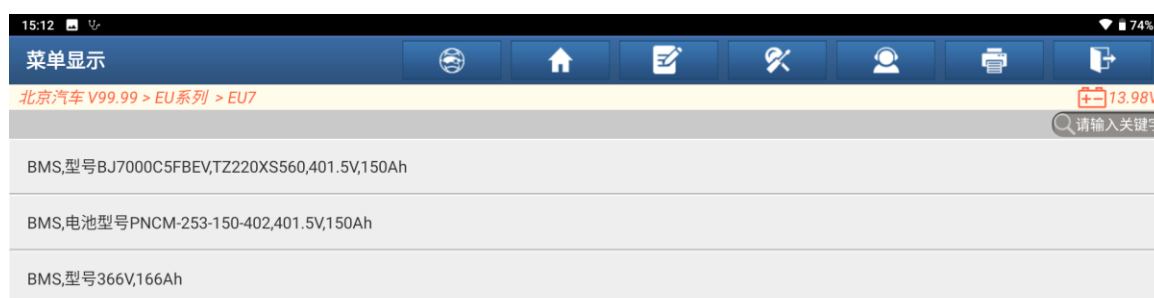 15:12 74%
菜单显示
北京汽车 V99.99 > EU系列 > EU7 13.98V
请输入关键字
BMS,型号BJ7000C5FBEV,TZ220XS560,401.5V,150Ah
BMS,电池型号PNCM-253-150-402,401.5V,150Ah
BMS,型号366V,166Ah